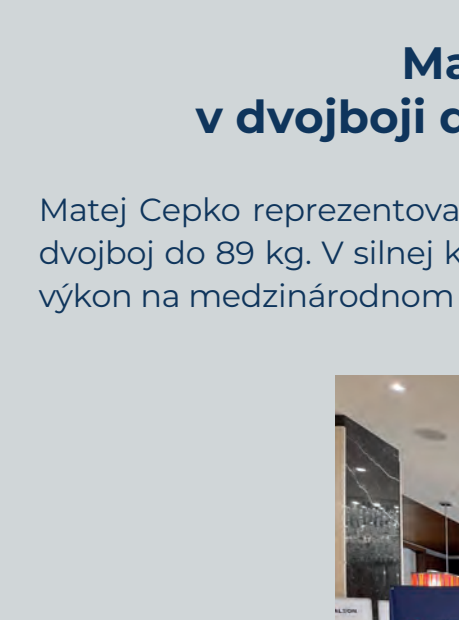 Ma
v dvojboji
Matej Cepko reprezentova
dvojboj do 89 kg. V silnej k
výkon na medzinárodnom